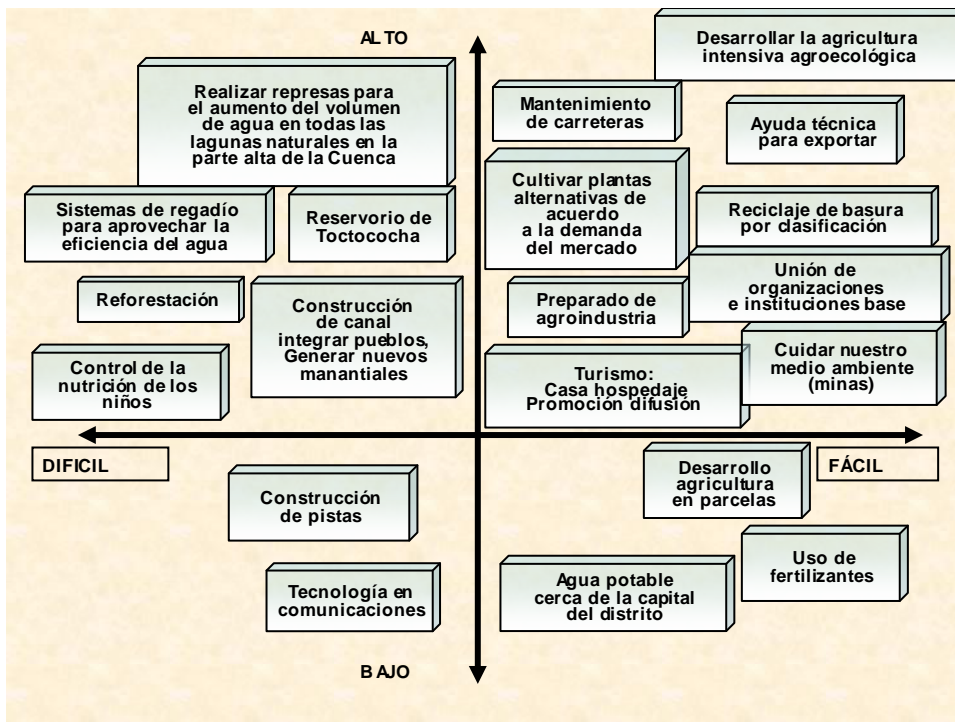 ALTO
Desarrollar la agricultura
intensiva agroecológica
Realizar represas para
el aumento del volumen
de agua en todas las
lagunas naturales en la
parte alta de la Cuenca
Mantenimiento
de carreteras
Ayuda técnica
para exportar
Sistemas de regadío
para aprovechar la
eficiencia del agua
Reservorio de
Toctococha
Cultivar plantas
alternativas de
acuerdo
a la demanda
del mercado
Reciclaje de basura
por clasificación
Reforestación
Construcción
de canal
integrar pueblos,
Generar nuevos
manantiales
Preparado de
agroindustria
Unión de
organizaciones
e instituciones base
Control de la
nutrición de los
niños
Turismo:
Casa hospedaje
Promoción difusión
Cuidar nuestro
medio ambiente
(minas)
DIFICIL
FÁCIL
Construcción
de pistas
Desarrollo
agricultura
en parcelas
Tecnología en
comunicaciones
Agua potable
cerca de la capital
del distrito
Uso de
fertilizantes
BAJO